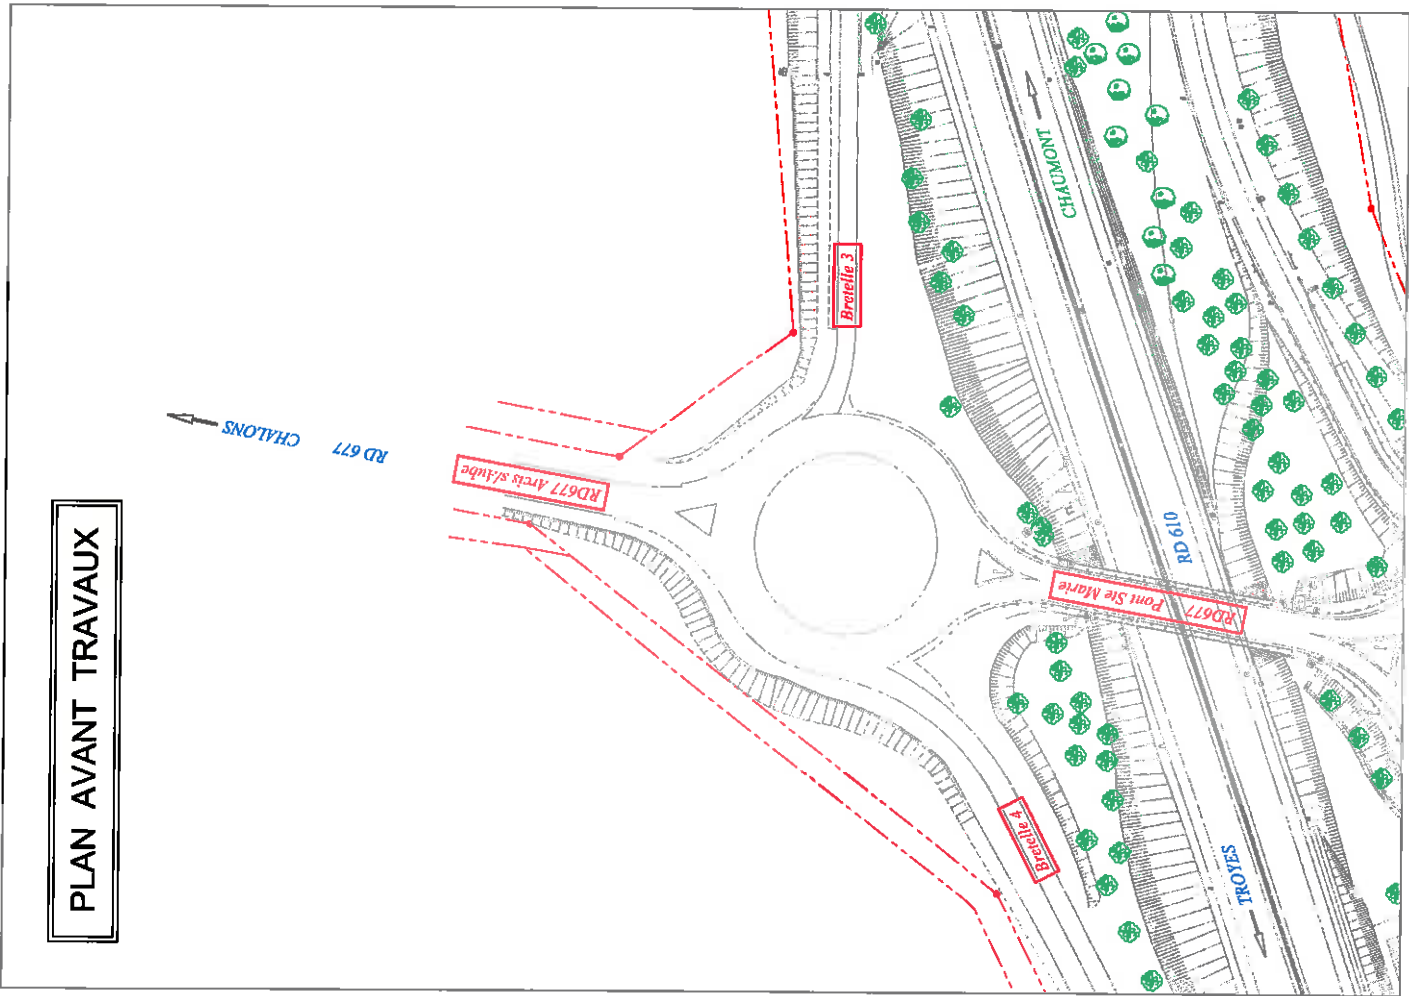 PLAN AVANT TRAVAUX
CHALONS
RD 677
RD677 Arcis s/Aube
Bretelle 3
CHAUMONT
RD 610
RD677 Pont Ste Marie
Bretelle 4
TROYES